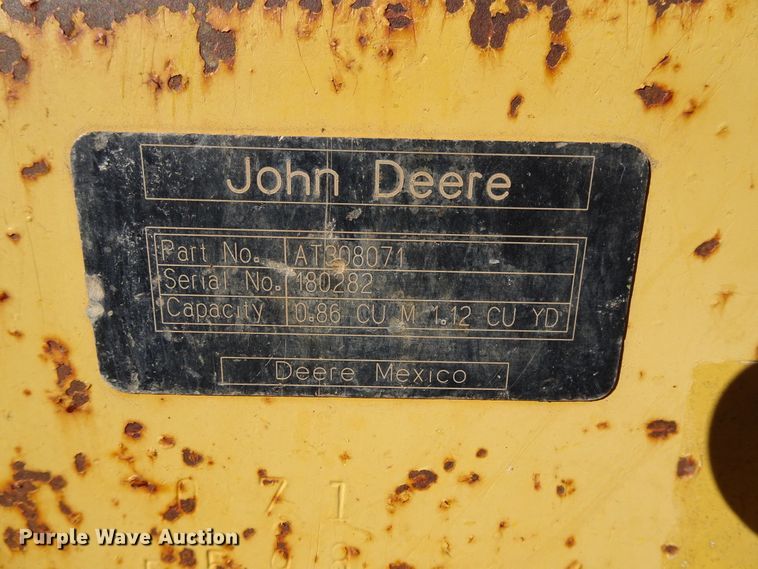 John Deere
Part No. AT308071
Serial No. 180282
Capacity 0.86 CU M 1.12 CU YD
Deere Mexico
071
Purple Wave Auction